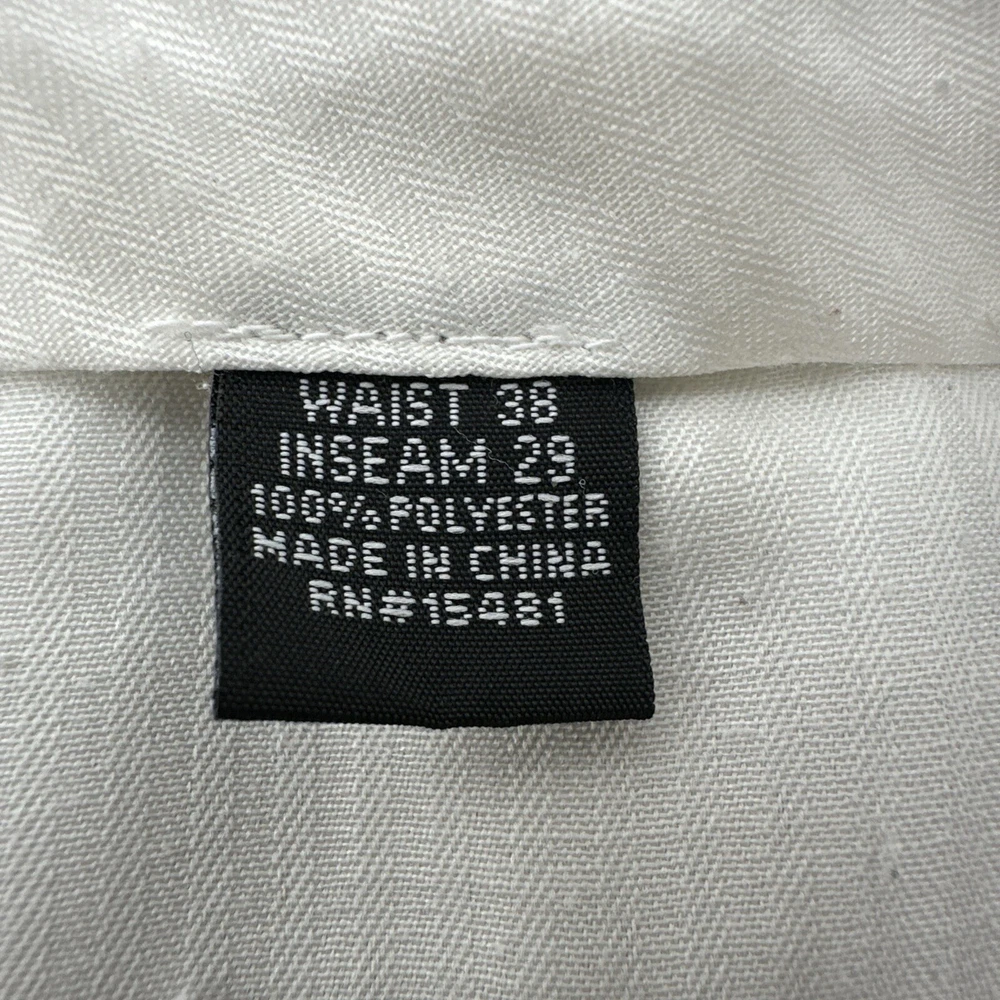 WAIST 38
INSEAM 29
100% POLYESTER
MADE IN CHINA
RN#15481